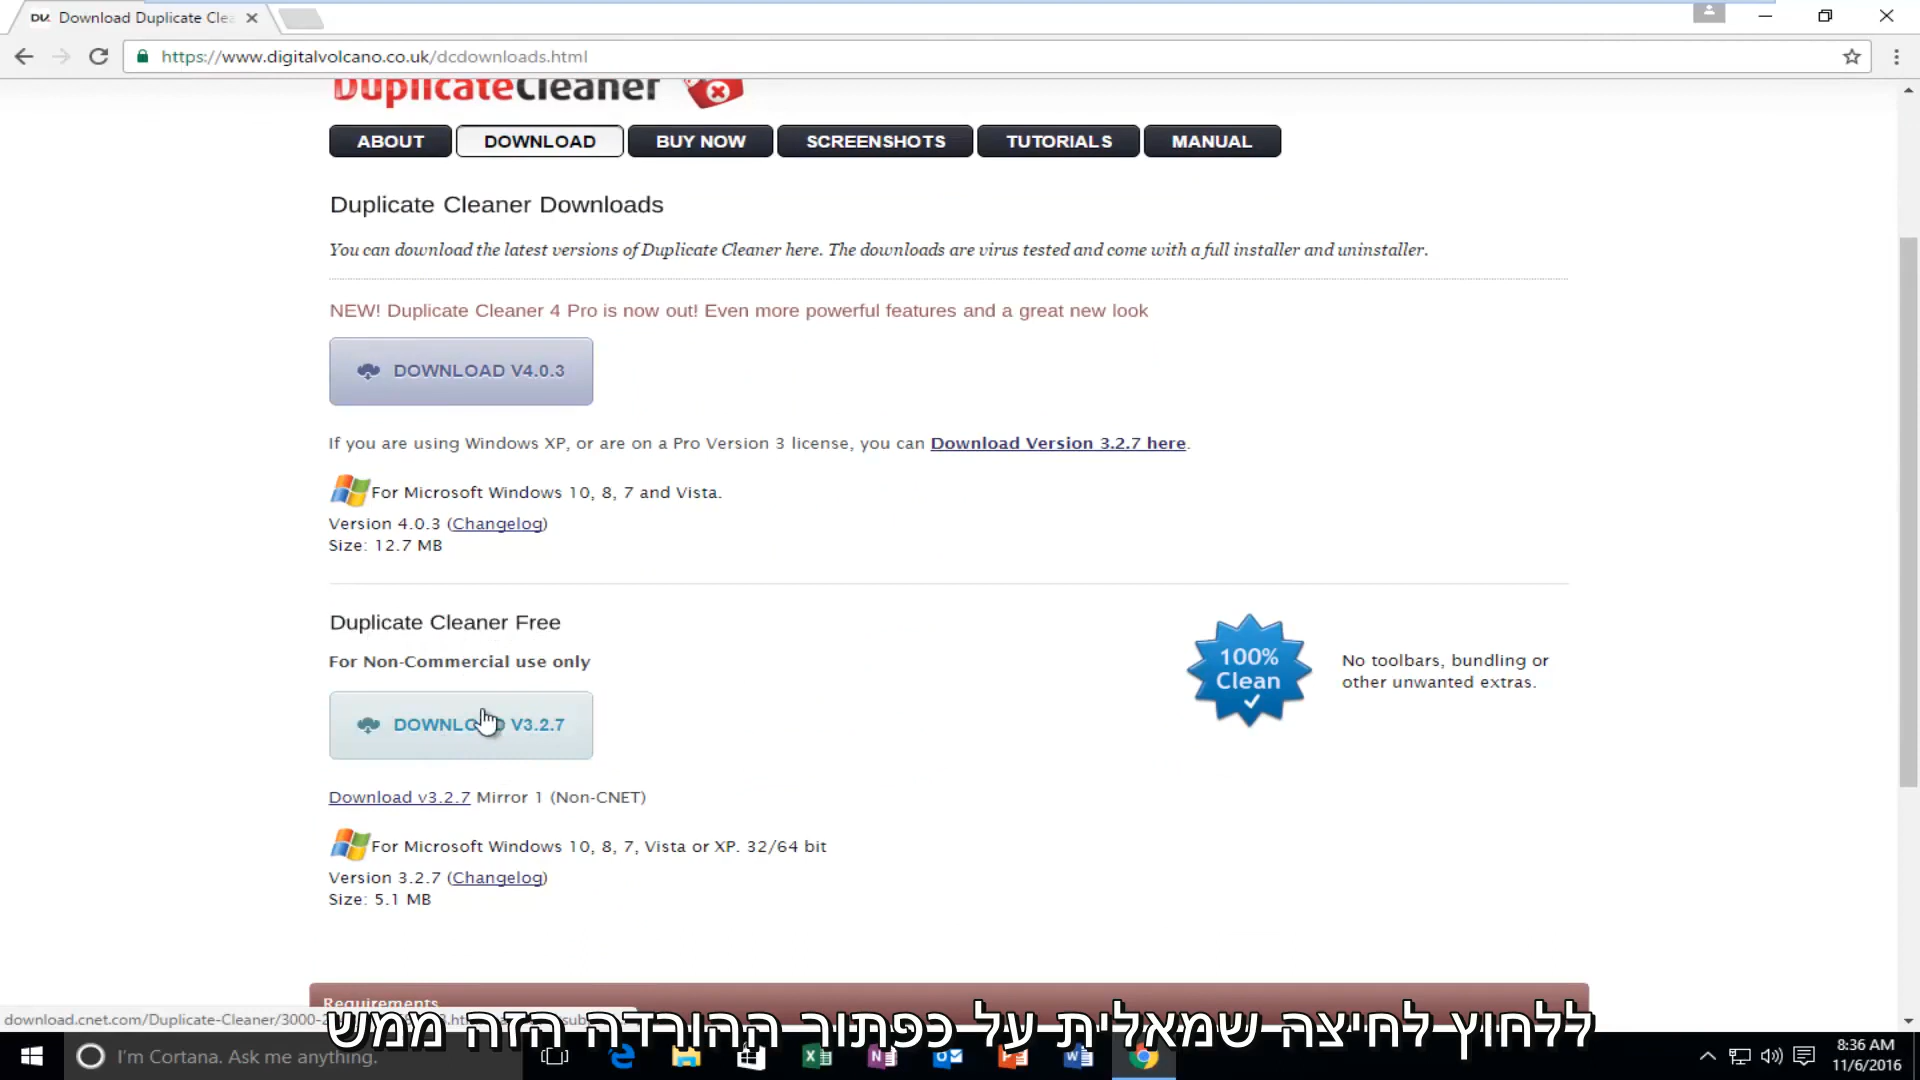 Download Duplicate Clea
https://www.digitalvolcano.co.uk/dcdownloads.html
DuplicateCleaner
ABOUT DOWNLOAD BUY NOW SCREENSHOTS TUTORIALS MANUAL
Duplicate Cleaner Downloads
You can download the latest versions of Duplicate Cleaner here. The downloads are virus tested and come with a full installer and uninstaller.
NEW! Duplicate Cleaner 4 Pro is now out! Even more powerful features and a great new look
DOWNLOAD V4.0.3
If you are using Windows XP, or are on a Pro Version 3 license, you can Download Version 3.2.7 here.
For Microsoft Windows 10, 8, 7 and Vista.
Version 4.0.3 (Changelog)
Size: 12.7 MB
Duplicate Cleaner Free
For Non-Commercial use only
100%
Clean
No toolbars, bundling or
other unwanted extras.
DOWNLOAD V3.2.7
Download v3.2.7 Mirror 1 (Non-CNET)
For Microsoft Windows 10, 8, 7, Vista or XP. 32/64 bit
Version 3.2.7 (Changelog)
Size: 5.1 MB
Requirements
download.cnet.com/Duplicate-Cleaner/3000-2
ללחוץ לחיצה שמאלית על כפתור ההורדה הזה ממש
I'm Cortana. Ask me anything.
8:36 AM
11/6/2016